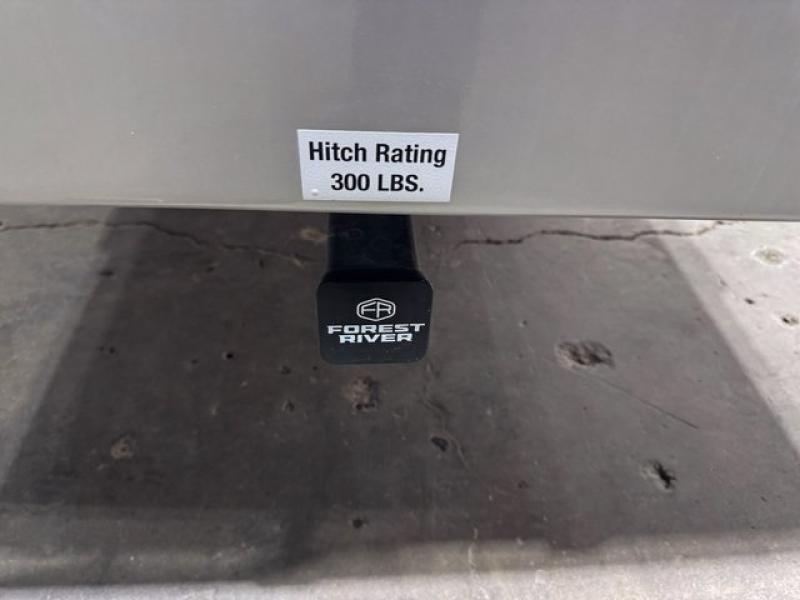 Hitch Rating
300 LBS.
FR
FOREST
RIVER